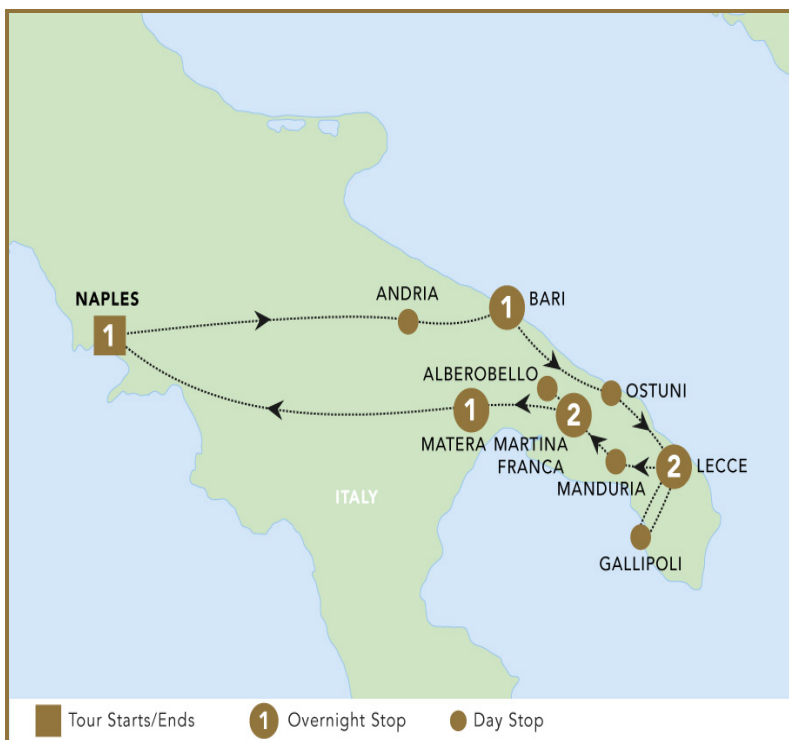 NAPLES
1
ANDRIA
1
BARI
ALBEROBELLO
OSTUNI
1
2
MATERA
MARTINA
FRANCA
2
LECCE
MANDURIA
ITALY
GALLIPOLI
Tour Starts/Ends
1
Overnight Stop
Day Stop